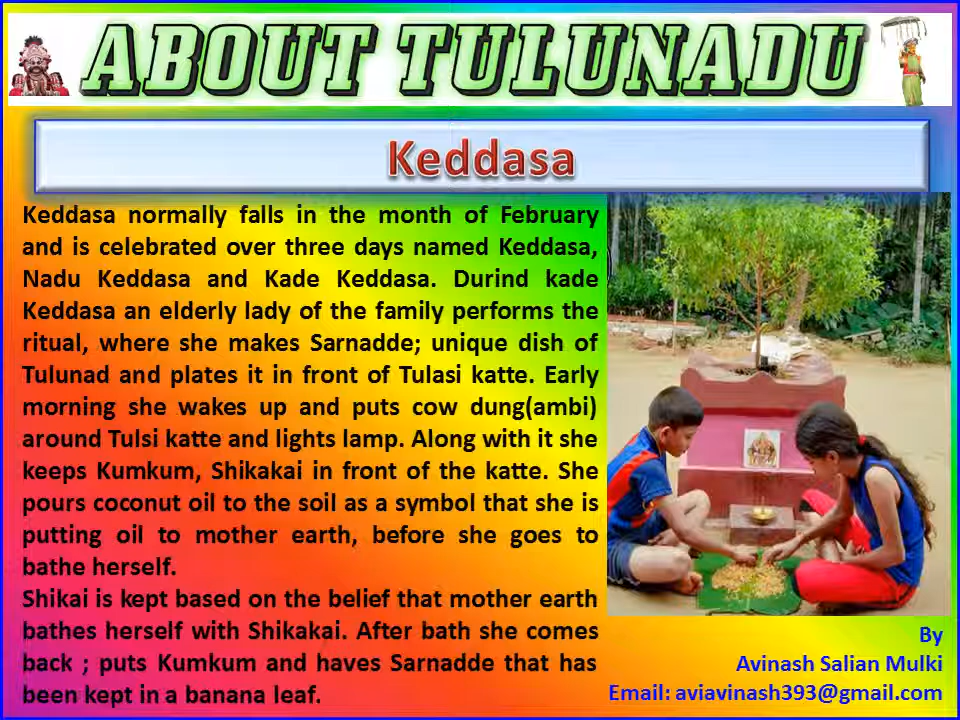 ABOUT TULUNADU
Keddasa
Keddasa normally falls in the month of February
and is celebrated over three days named Keddasa,
Nadu Keddasa and Kade Keddasa. Durind kade
Keddasa an elderly lady of the family performs the
ritual, where she makes Sarnadde; unique dish of
Tulunad and plates it in front of Tulasi katte. Early
morning she wakes up and puts cow dung(ambi)
around Tulsi katte and lights lamp. Along with it she
keeps Kumkum, Shikakai in front of the katte. She
pours coconut oil to the soil as a symbol that she is
putting oil to mother earth, before she goes to
bathe herself.
Shikai is kept based on the belief that mother earth
bathes herself with Shikakai. After bath she comes
back ; puts Kumkum and haves Sarnadde that has
been kept in a banana leaf.
By
Avinash Salian Mulki
Email: aviavinash393@gmail.com